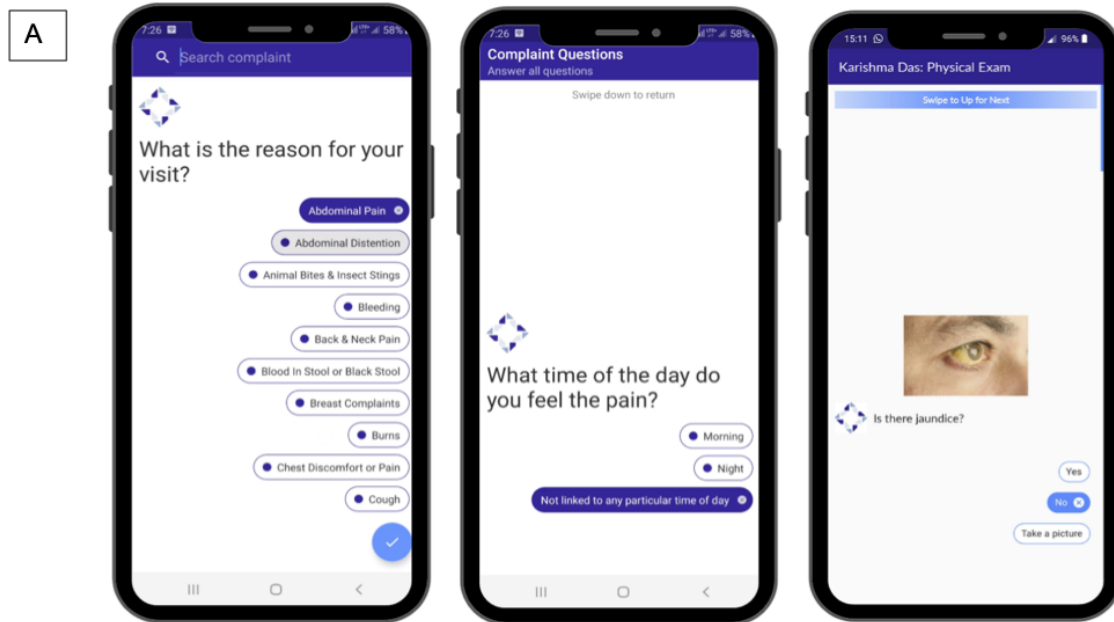 A
7:26 58%
Search complaint
What is the reason for your
visit?
Abdominal Pain
Abdominal Distention
Animal Bites & Insect Stings
Bleeding
Back & Neck Pain
Blood In Stool or Black Stool
Breast Complaints
Burns
Chest Discomfort or Pain
Cough
7:26 58%
Complaint Questions
Answer all questions
Swipe down to return
What time of the day do
you feel the pain?
Morning
Night
Not linked to any particular time of day
15:11 96%
Karishma Das: Physical Exam
Swipe to Up for Next
Is there jaundice?
Yes
No
Take a picture